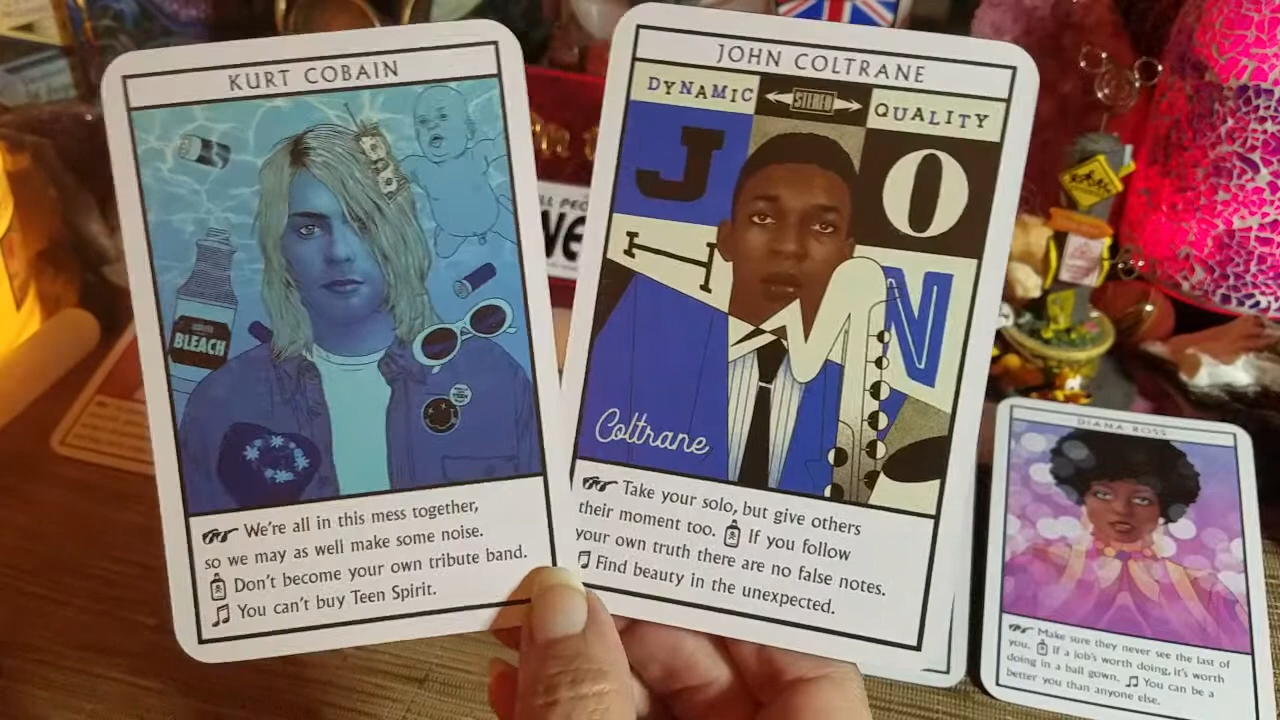 KURT COBAIN
BLEACH
We're all in this mess together,
so we may as well make some noise.
Don't become your own tribute band.
You can't buy Teen Spirit.
JOHN COLTRANE
DYNAMIC STEREO QUALITY
J O
H N
Coltrane
Take your solo, but give others
their moment too. If you follow
your own truth there are no false notes.
Find beauty in the unexpected.
DIANA ROSS
Make sure they never see the last of
you. If a job's worth doing, it's worth
doing in a ball gown. You can be a
better you than anyone else.